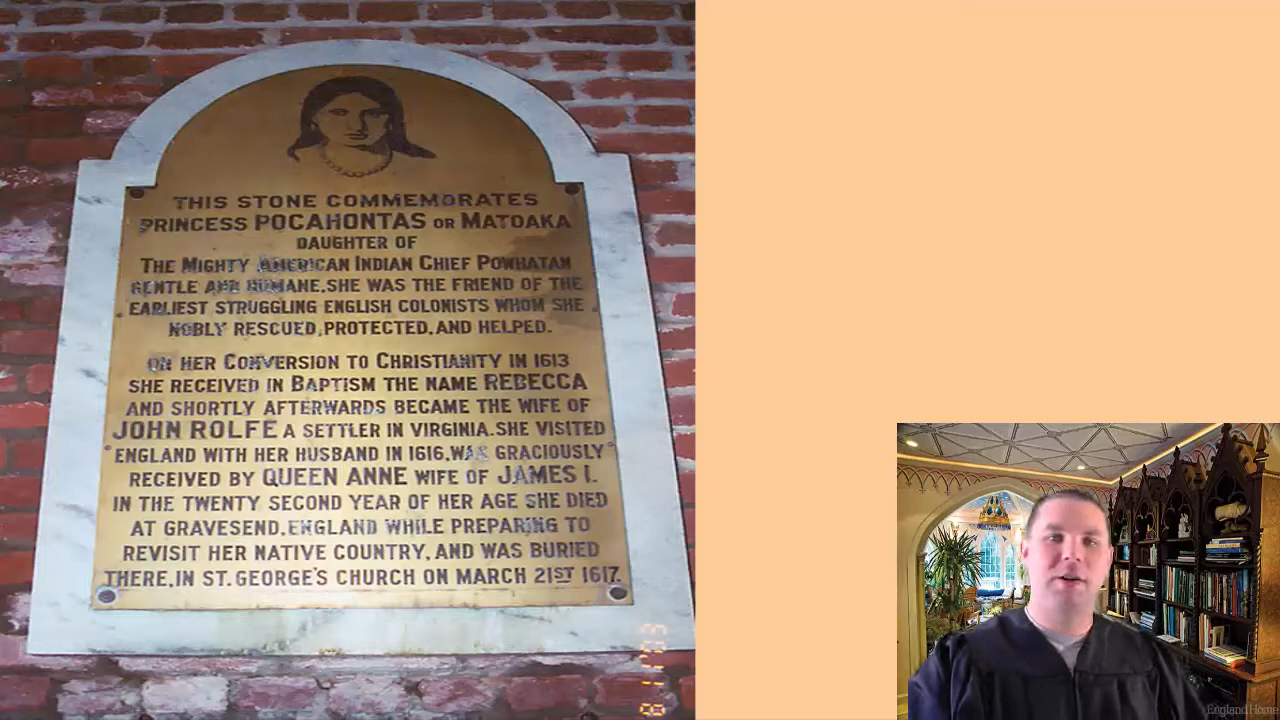 THIS STONE COMMEMORATES
PRINCESS POCAHONTAS OR MATOAKA
DAUGHTER OF
THE MIGHTY AMERICAN INDIAN CHIEF POWHATAN
GENTLE AND HUMANE. SHE WAS THE FRIEND OF THE
EARLIEST STRUGGLING ENGLISH COLONISTS WHOM SHE
NOBLY RESCUED, PROTECTED, AND HELPED.
ON HER CONVERSION TO CHRISTIANITY IN 1613
SHE RECEIVED IN BAPTISM THE NAME REBECCA
AND SHORTLY AFTERWARDS BECAME THE WIFE OF
JOHN ROLFE A SETTLER IN VIRGINIA. SHE VISITED
ENGLAND WITH HER HUSBAND IN 1616, WAS GRACIOUSLY
RECEIVED BY QUEEN ANNE WIFE OF JAMES I.
IN THE TWENTY SECOND YEAR OF HER AGE SHE DIED
AT GRAVESEND, ENGLAND WHILE PREPARING TO
REVISIT HER NATIVE COUNTRY, AND WAS BURIED
THERE, IN ST. GEORGE'S CHURCH ON MARCH 21ST 1617.
England Home